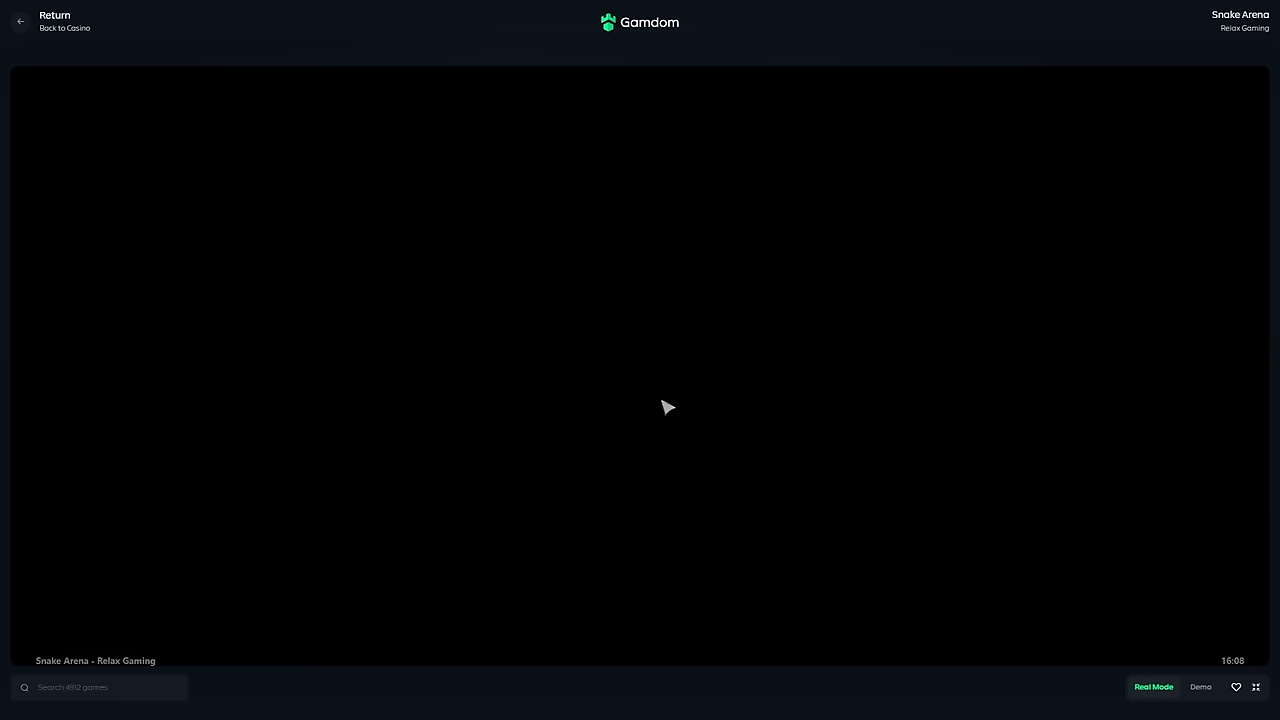 Return
Back to Casino
Gamdom
Snake Arena
Relax Gaming
Snake Arena - Relax Gaming
16:08
Search 4912 games
Real Mode
Demo